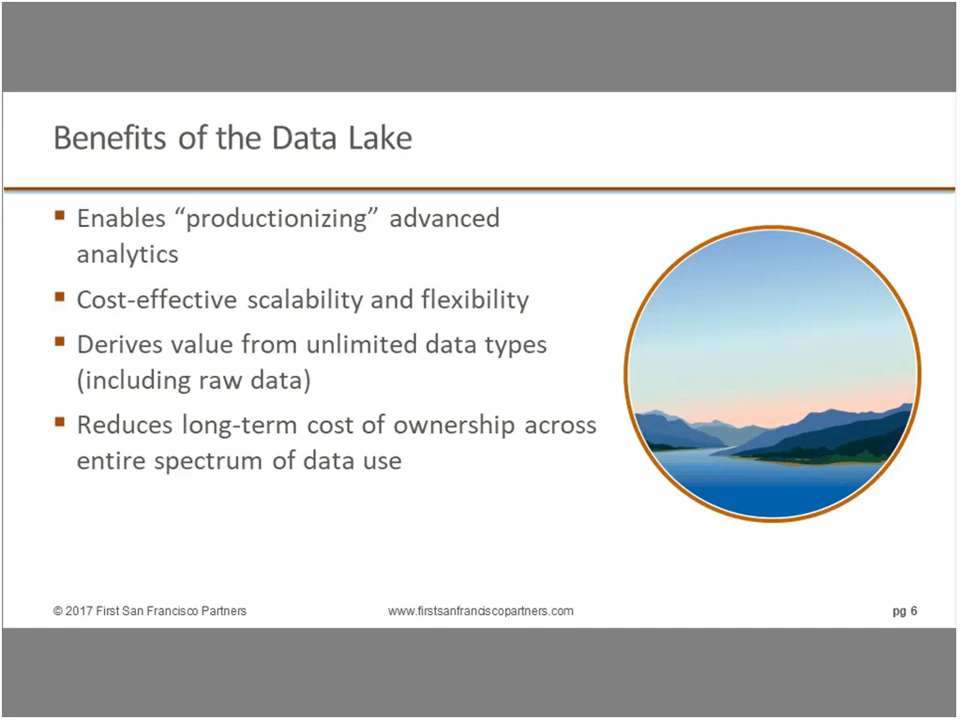 Benefits of the Data Lake
▪ Enables “productionizing” advanced
analytics
▪ Cost-effective scalability and flexibility
▪ Derives value from unlimited data types
(including raw data)
▪ Reduces long-term cost of ownership across
entire spectrum of data use
© 2017 First San Francisco Partners www.firstsanfranciscopartners.com pg 6